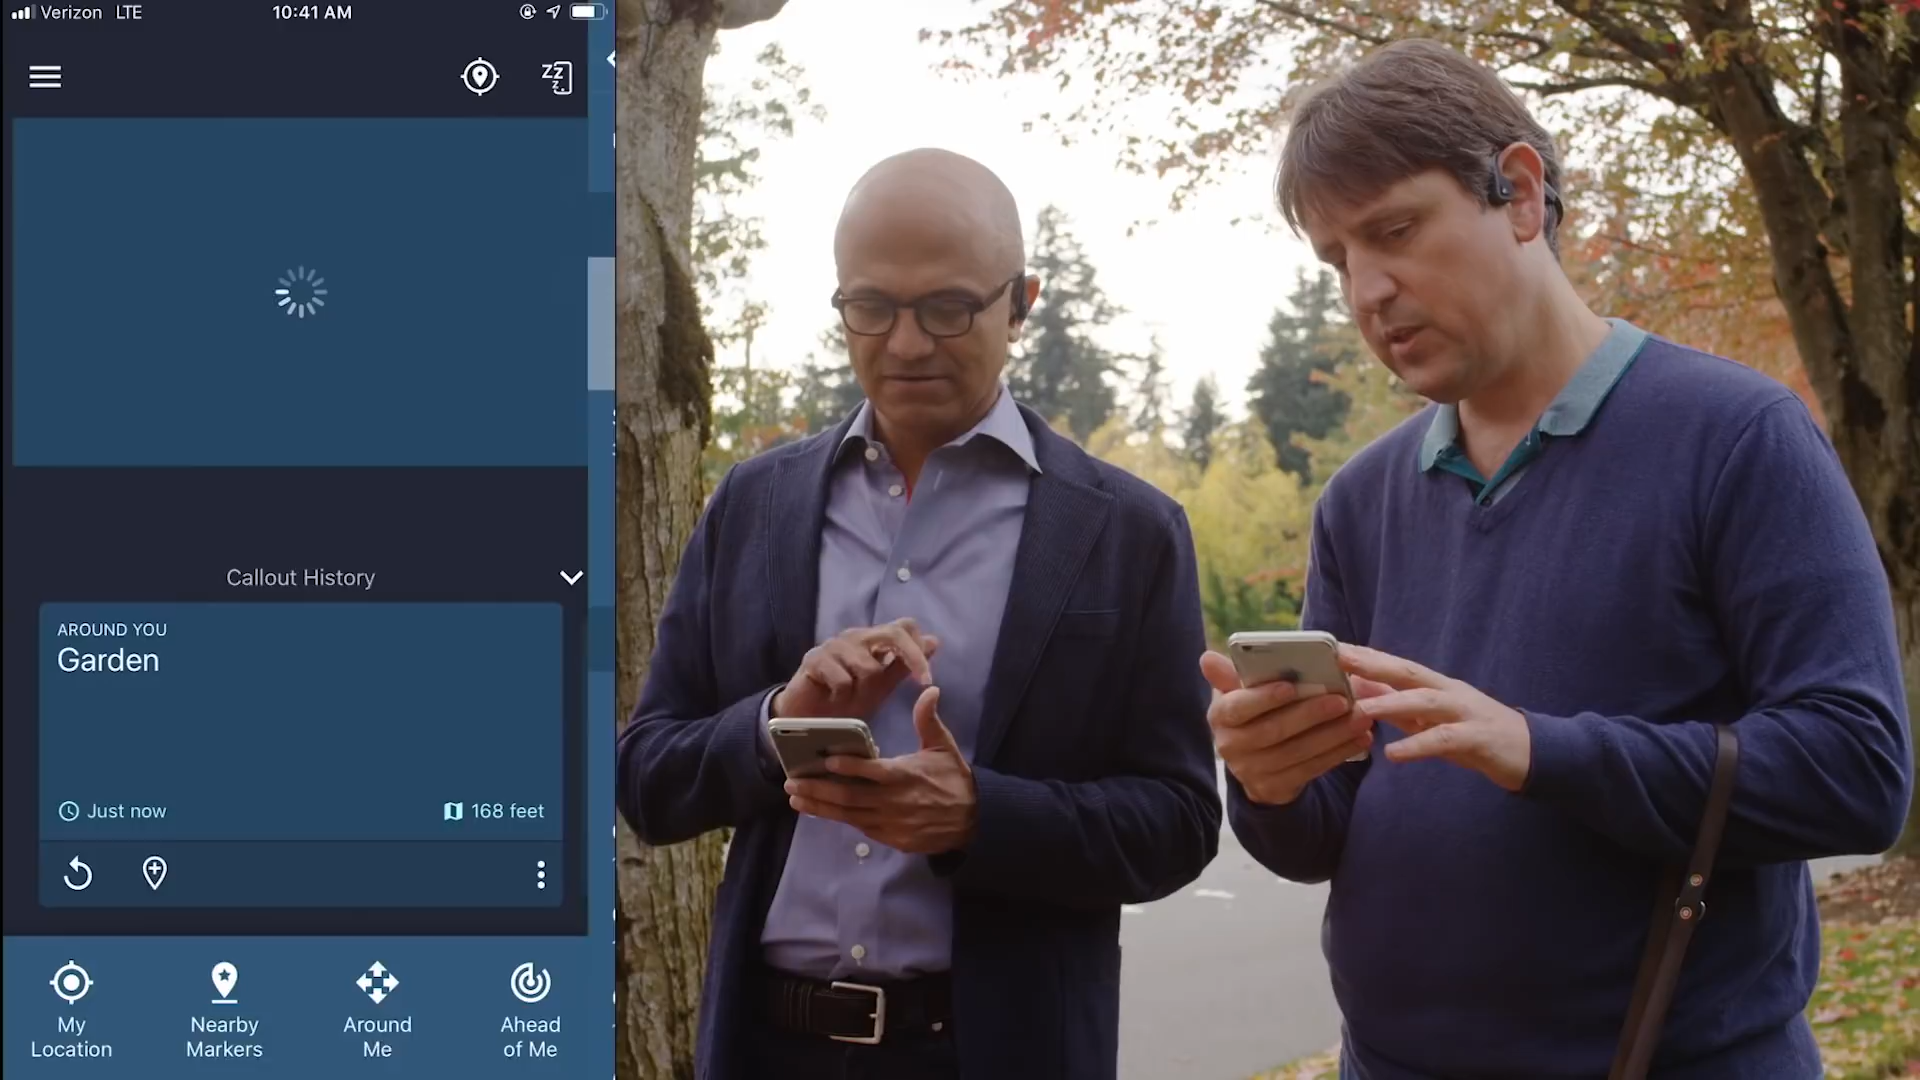 Verizon LTE 10:41 AM
Callout History
AROUND YOU
Garden
Just now 168 feet
My Location
Nearby Markers
Around Me
Ahead of Me